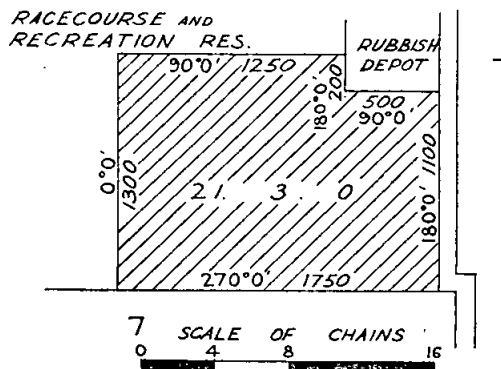 RACECOURSE AND
RECREATION RES.
RUBBISH
DEPOT
90°0' 1250
200
180°0'
500
90°0'
0°0'
1300
21. 3. 0
1100
180°0'
270°0' 1750
7
SCALE OF CHAINS
0 4 8 16